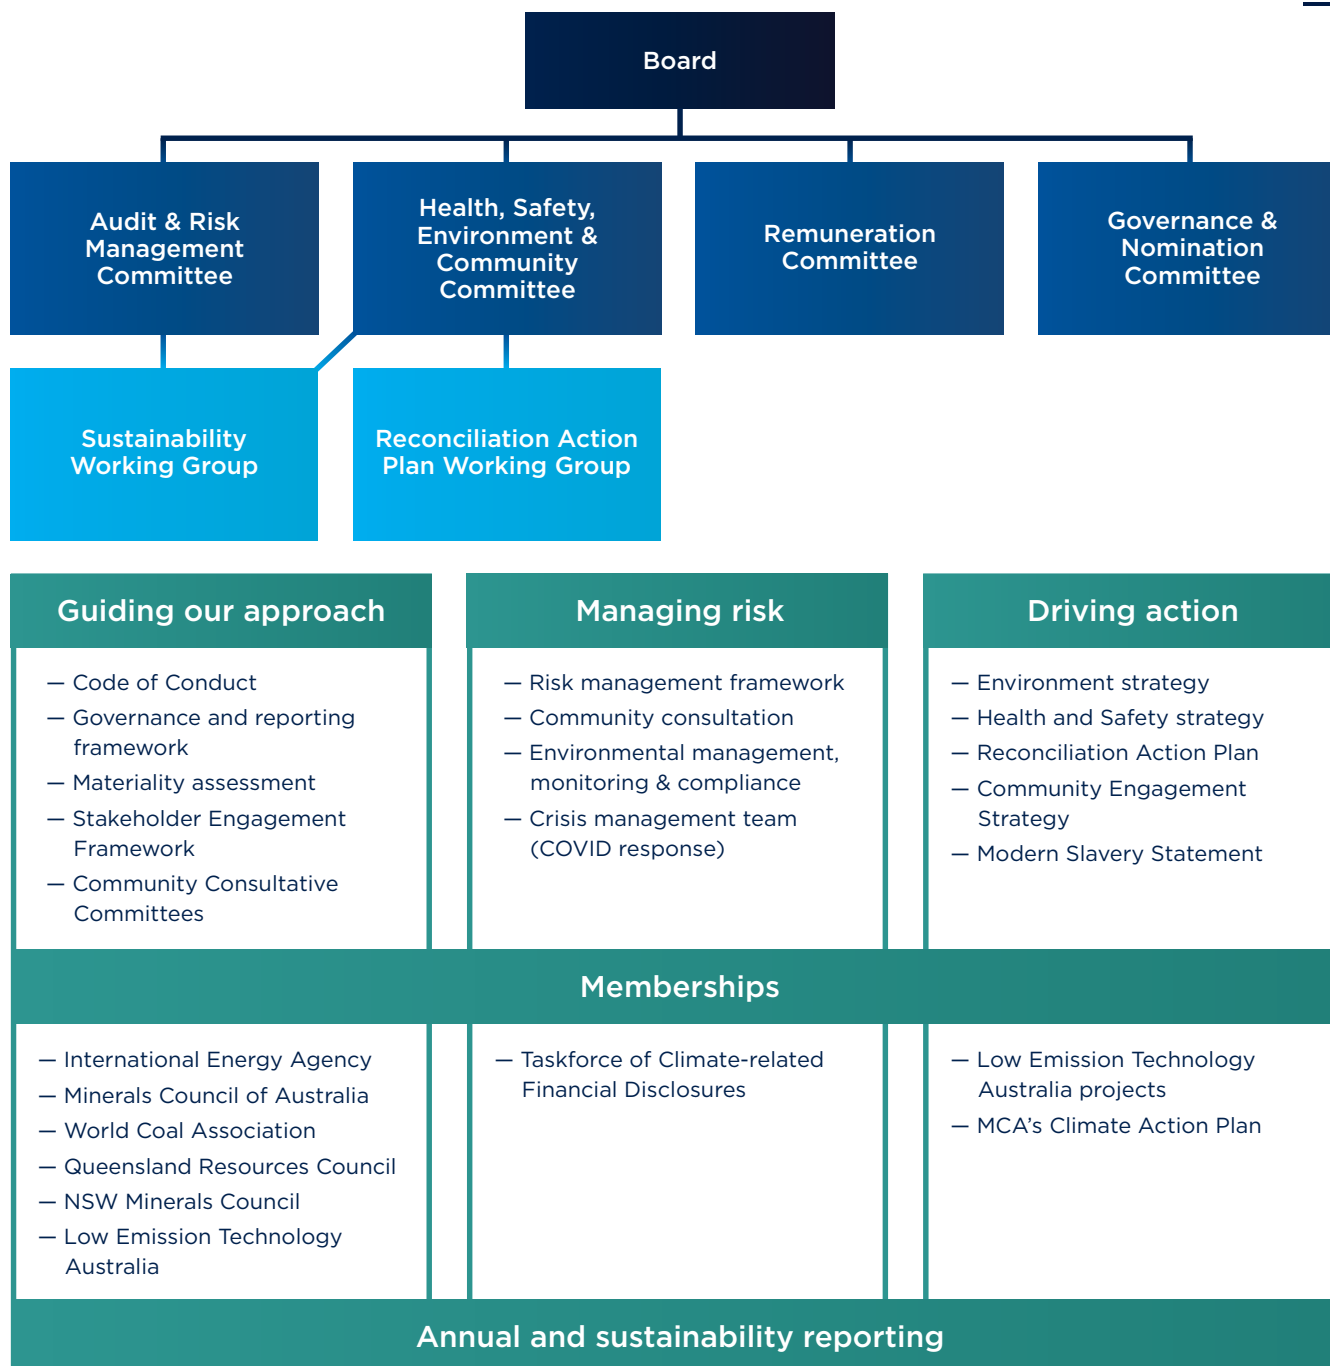 Board
Audit & Risk
Management
Committee
Health, Safety,
Environment &
Community
Committee
Remuneration
Committee
Governance &
Nomination
Committee
Sustainability
Working Group
Reconciliation Action
Plan Working Group
Guiding our approach
— Code of Conduct
— Governance and reporting
framework
— Materiality assessment
— Stakeholder Engagement
Framework
— Community Consultative
Committees
Managing risk
— Risk management framework
— Community consultation
— Environmental management,
monitoring & compliance
— Crisis management team
(COVID response)
Driving action
— Environment strategy
— Health and Safety strategy
— Reconciliation Action Plan
— Community Engagement
Strategy
— Modern Slavery Statement
Memberships
— International Energy Agency
— Minerals Council of Australia
— World Coal Association
— Queensland Resources Council
— NSW Minerals Council
— Low Emission Technology
Australia
— Taskforce of Climate-related
Financial Disclosures
— Low Emission Technology
Australia projects
— MCA’s Climate Action Plan
Annual and sustainability reporting